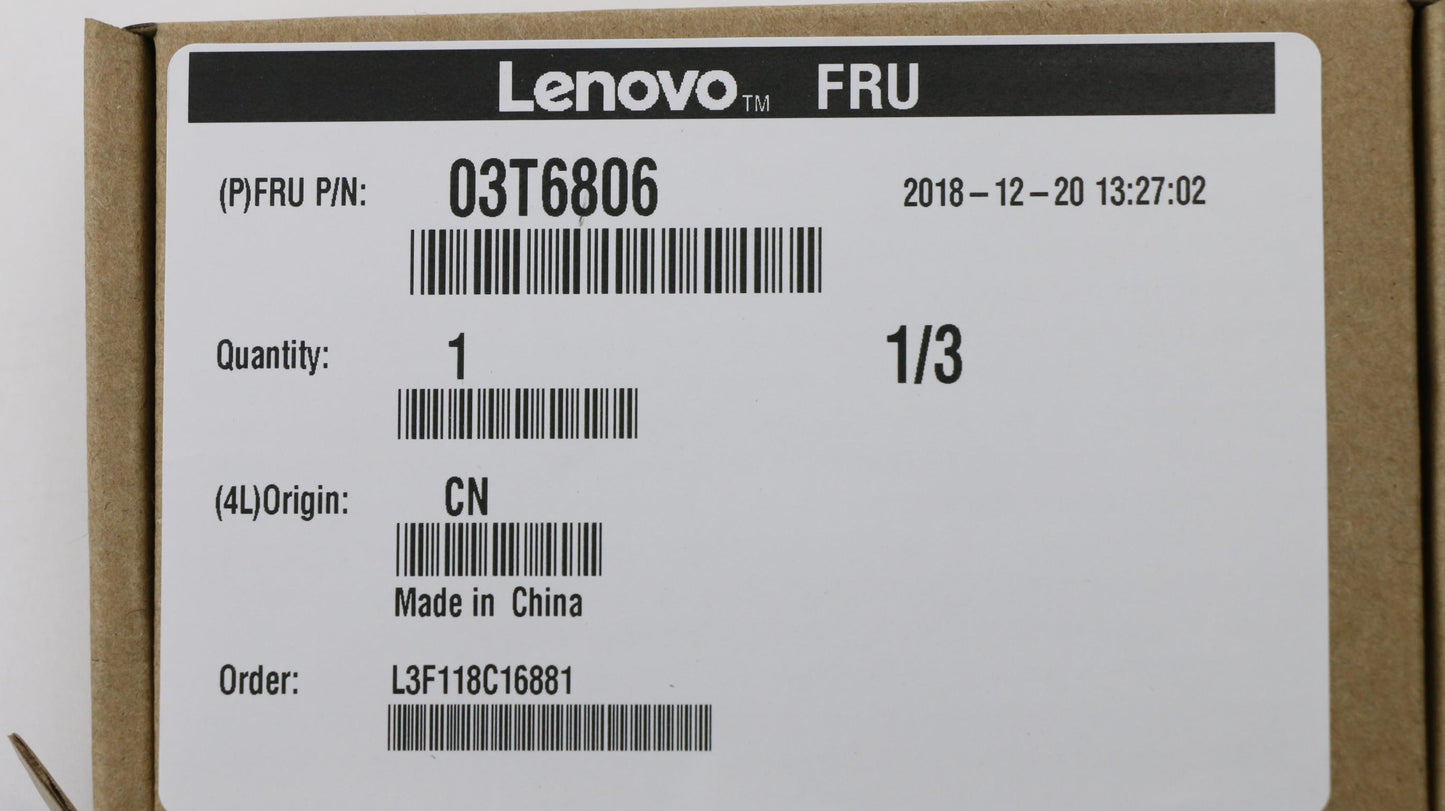 Lenovo™ FRU
(P)FRU P/N: 03T6806 2018-12-20 13:27:02
Quantity: 1 1/3
(4L)Origin: CN
Made in China
Order: L3F118C16881